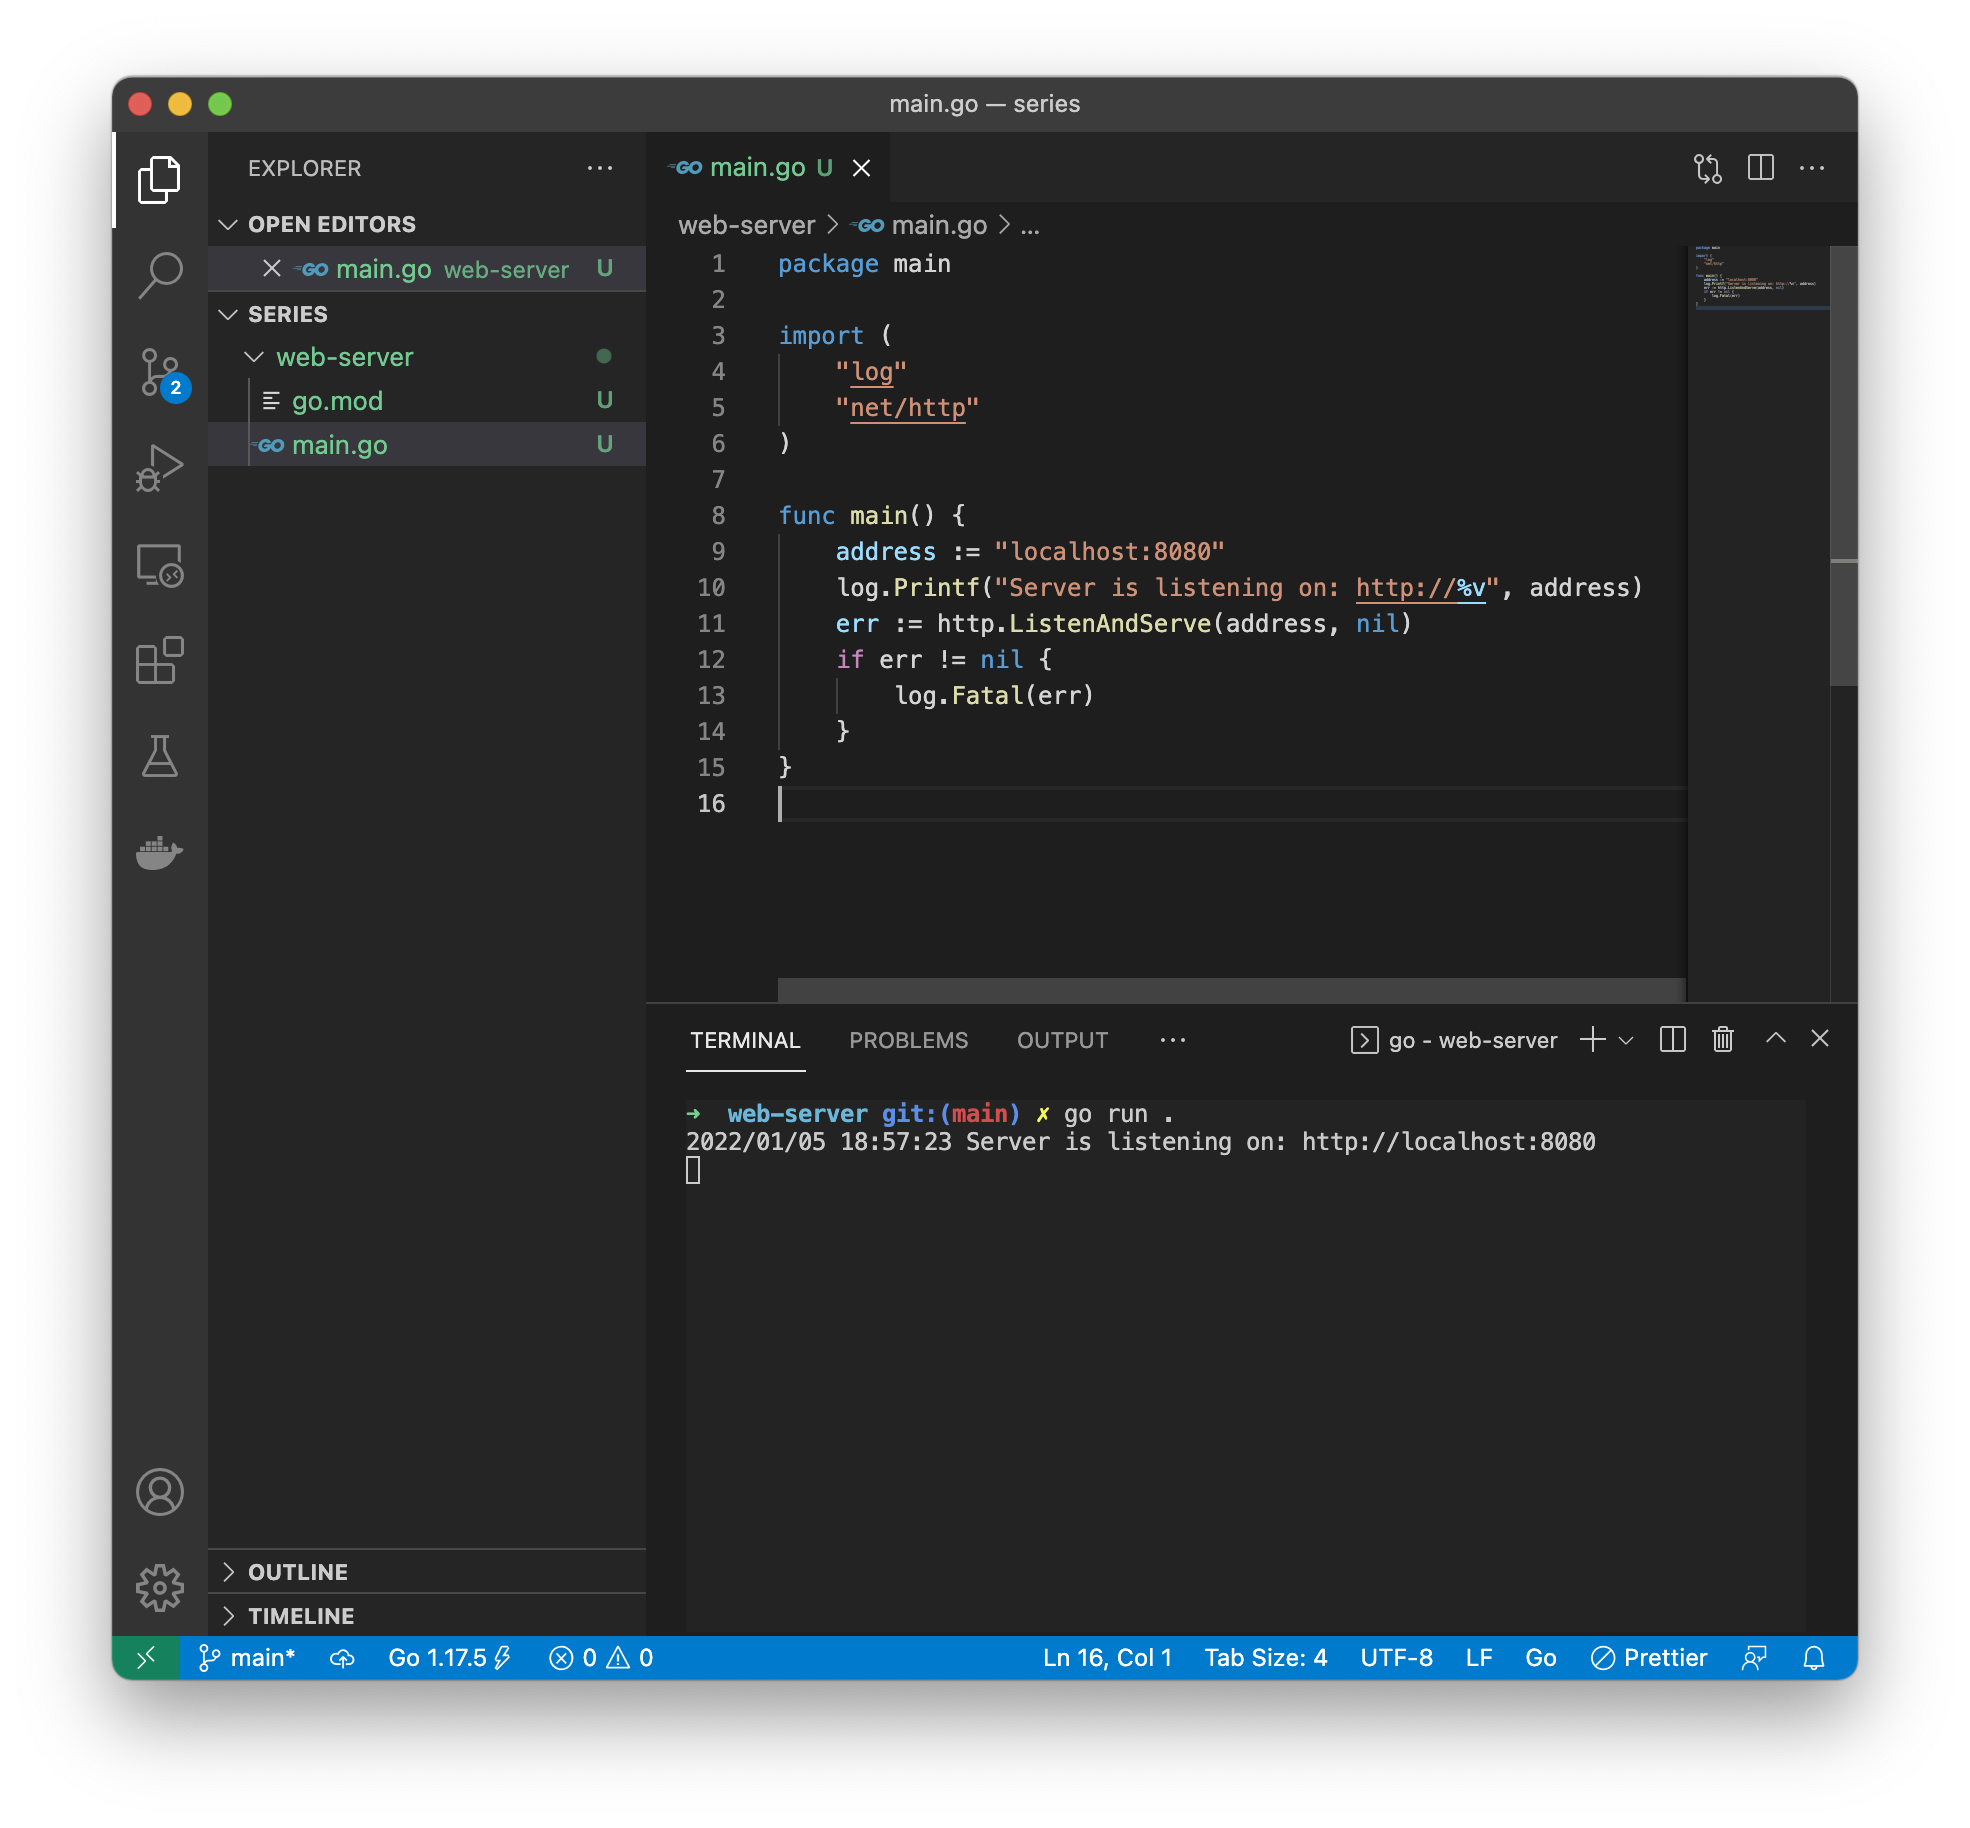 main.go — series
EXPLORER
OPEN EDITORS
GO main.go web-server U
SERIES
web-server
go.mod U
GO main.go U
2
OUTLINE
TIMELINE
GO main.go U
web-server > GO main.go > ...
1 package main
2
3 import (
4 "log"
5 "net/http"
6 )
7
8 func main() {
9 address := "localhost:8080"
10 log.Printf("Server is listening on: http://%v", address)
11 err := http.ListenAndServe(address, nil)
12 if err != nil {
13 log.Fatal(err)
14 }
15 }
16
TERMINAL PROBLEMS OUTPUT ··· go - web-server
➜ web-server git:(main) ✗ go run .
2022/01/05 18:57:23 Server is listening on: http://localhost:8080
main* Go 1.17.5 0 0 Ln 16, Col 1 Tab Size: 4 UTF-8 LF Go Prettier